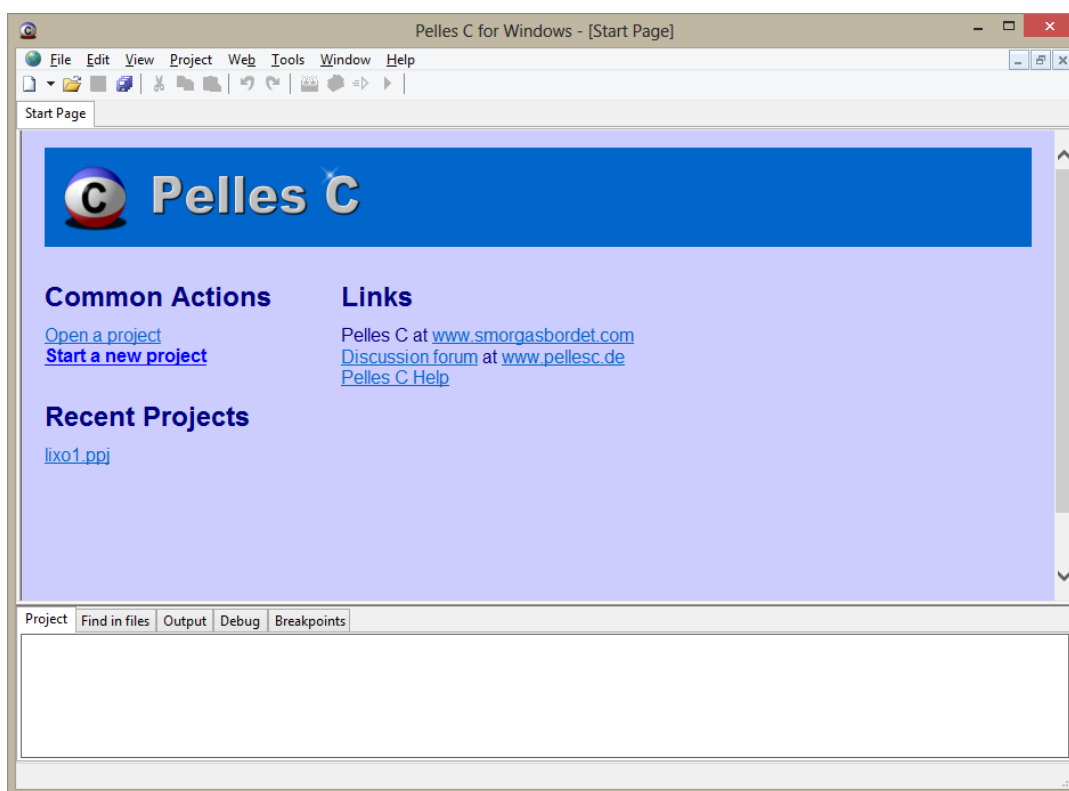 Pelles C for Windows - [Start Page]
File Edit View Project Web Tools Window Help
Start Page
C Pelles C
Common Actions
Open a project
Start a new project
Recent Projects
lixo1.ppj
Links
Pelles C at www.smorgasbordet.com
Discussion forum at www.pellesc.de
Pelles C Help
Project Find in files Output Debug Breakpoints